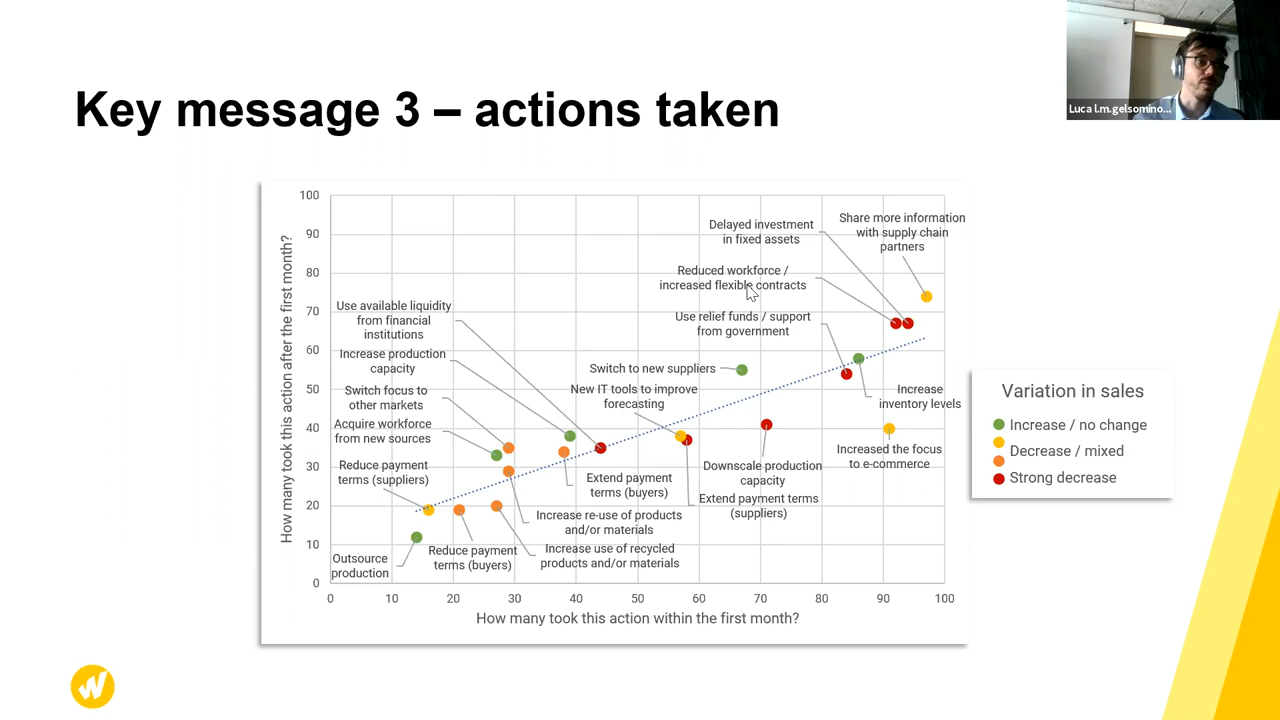 Key message 3 – actions taken
Luca l.m.gelsomino...
How many took this action after the first month?
100
90
80
70
60
50
40
30
20
10
0
Delayed investment
in fixed assets
Share more information
with supply chain
partners
Reduced workforce /
increased flexible contracts
Use available liquidity
from financial
institutions
Use relief funds / support
from government
Increase production
capacity
Switch to new suppliers
Switch focus to
other markets
New IT tools to improve
forecasting
Increase
inventory levels
Acquire workforce
from new sources
Increased the focus
to e-commerce
Reduce payment
terms (suppliers)
Extend payment
terms (buyers)
Downscale production
capacity
Extend payment terms
(suppliers)
Increase re-use of products
and/or materials
Outsource
production
Reduce payment
terms (buyers)
Increase use of recycled
products and/or materials
0 10 20 30 40 50 60 70 80 90 100
How many took this action within the first month?
Variation in sales
Increase / no change
Decrease / mixed
Strong decrease